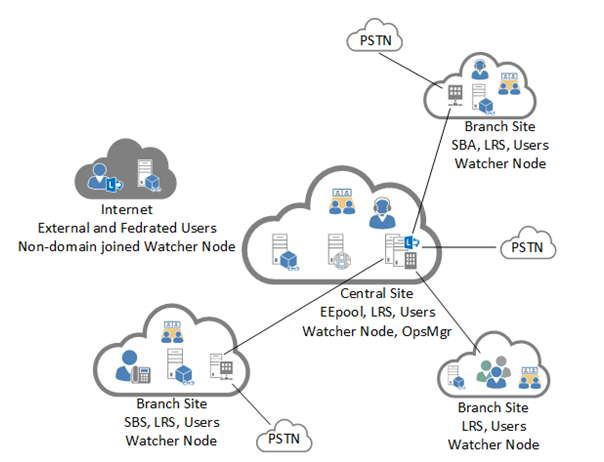 PSTN
Branch Site
SBA, LRS, Users
Watcher Node
Internet
External and Fedrated Users
Non-domain joined Watcher Node
PSTN
Central Site
EEpool, LRS, Users
Watcher Node, OpsMgr
Branch Site
SBS, LRS, Users
Watcher Node
PSTN
Branch Site
LRS, Users
Watcher Node